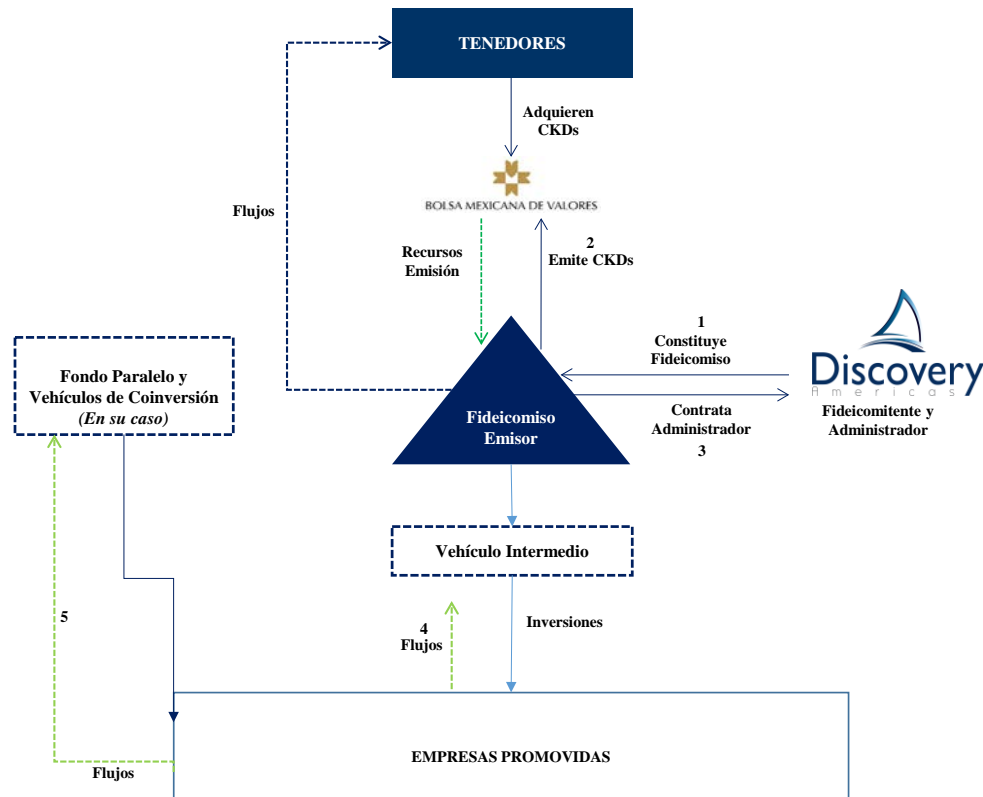 TENEDORES
Adquieren
CKDs
BOLSA MEXICANA DE VALORES
Flujos
Recursos
Emisión
2
Emite CKDs
1
Constituye
Fideicomiso
Discovery
Americas
Fideicomitente y
Administrador
Contrata
Administrador
3
Fondo Paralelo y
Vehículos de Coinversión
(En su caso)
Fideicomiso
Emisor
Vehículo Intermedio
5
4
Flujos
Inversiones
EMPRESAS PROMOVIDAS
Flujos